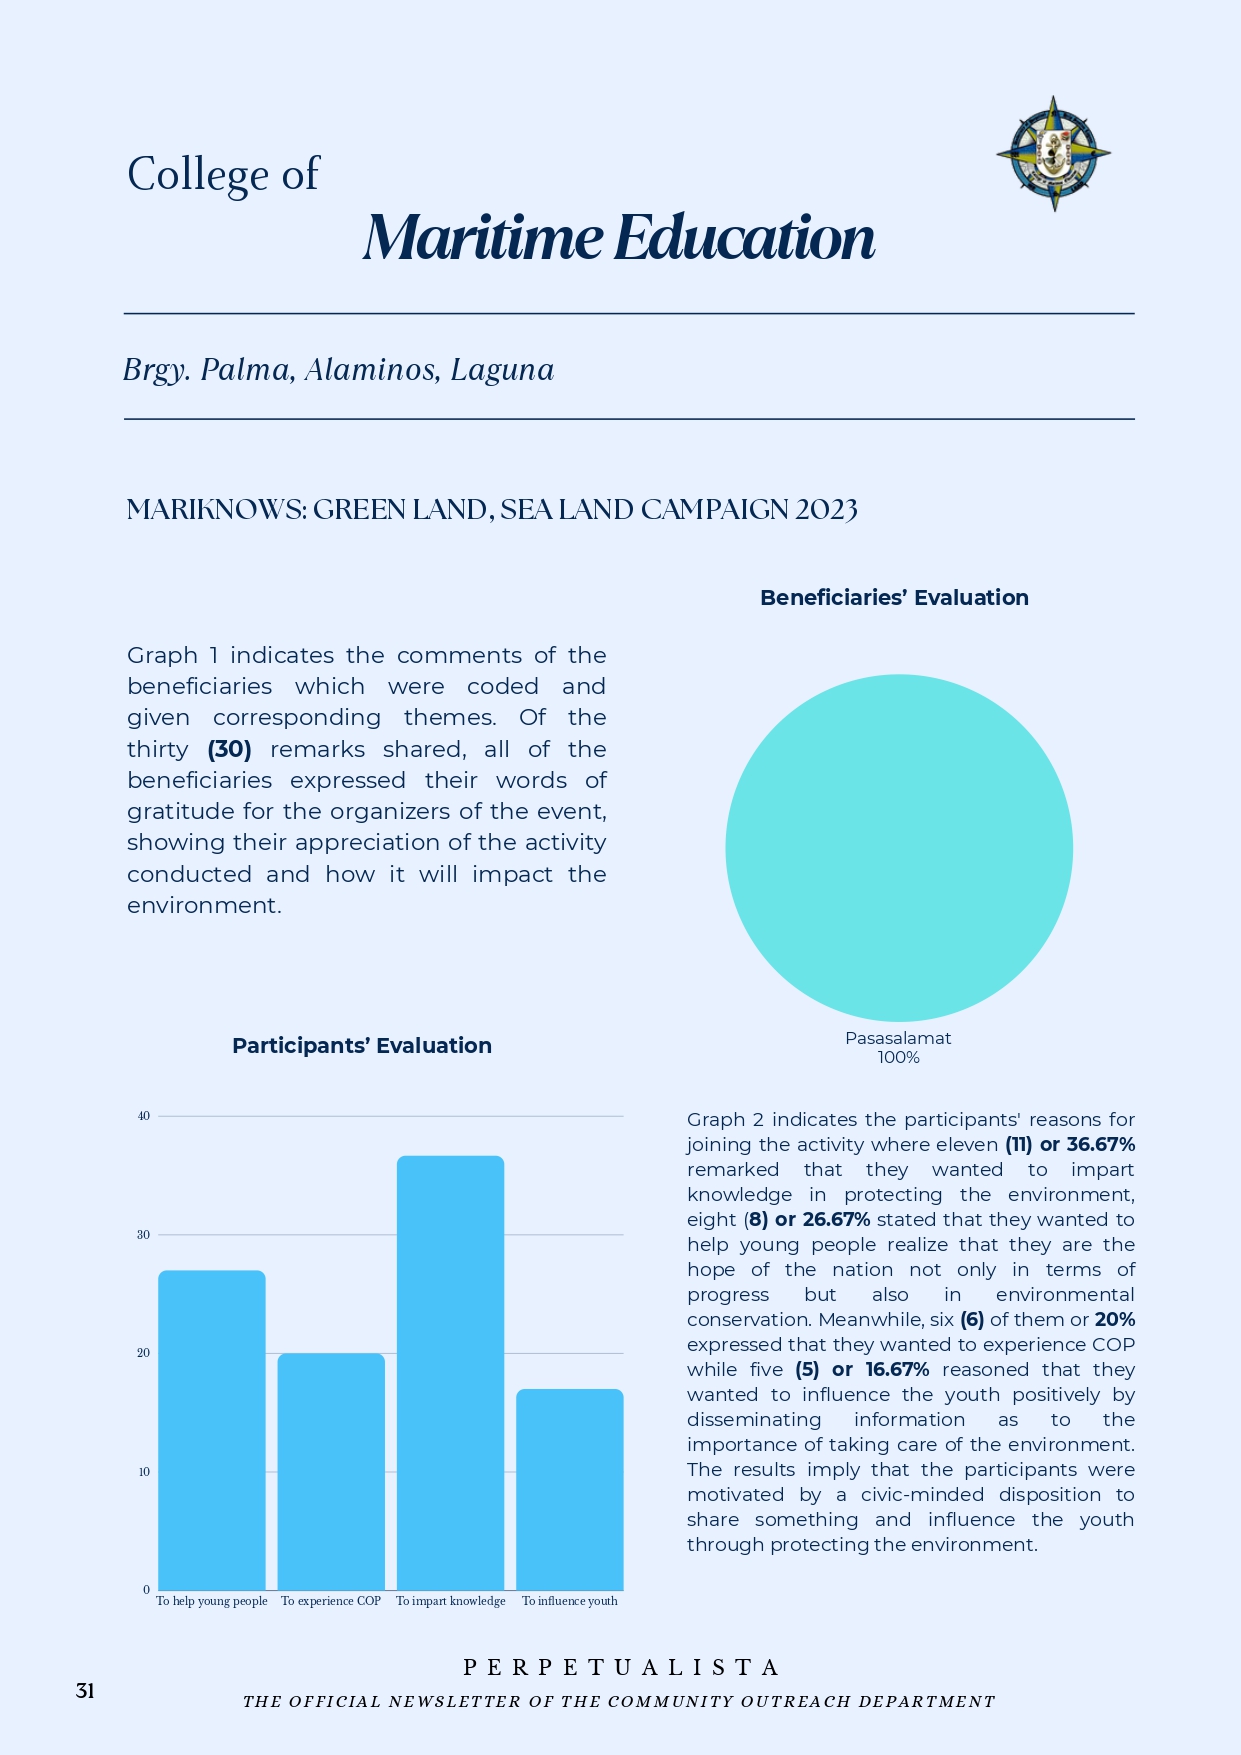 College of
Maritime Education
Brgy. Palma, Alaminos, Laguna
MARIKNOWS: GREEN LAND, SEA LAND CAMPAIGN 2023
Beneficiaries’ Evaluation
Graph 1 indicates the comments of the
beneficiaries which were coded and
given corresponding themes. Of the
thirty (30) remarks shared, all of the
beneficiaries expressed their words of
gratitude for the organizers of the event,
showing their appreciation of the activity
conducted and how it will impact the
environment.
Pasasalamat
100%
Participants’ Evaluation
40
30
20
10
0
To help young people
To experience COP
To impart knowledge
To influence youth
Graph 2 indicates the participants' reasons for
joining the activity where eleven (11) or 36.67%
remarked that they wanted to impart
knowledge in protecting the environment,
eight (8) or 26.67% stated that they wanted to
help young people realize that they are the
hope of the nation not only in terms of
progress but also in environmental
conservation. Meanwhile, six (6) of them or 20%
expressed that they wanted to experience COP
while five (5) or 16.67% reasoned that they
wanted to influence the youth positively by
disseminating information as to the
importance of taking care of the environment.
The results imply that the participants were
motivated by a civic-minded disposition to
share something and influence the youth
through protecting the environment.
PERPETUALISTA
31
THE OFFICIAL NEWSLETTER OF THE COMMUNITY OUTREACH DEPARTMENT